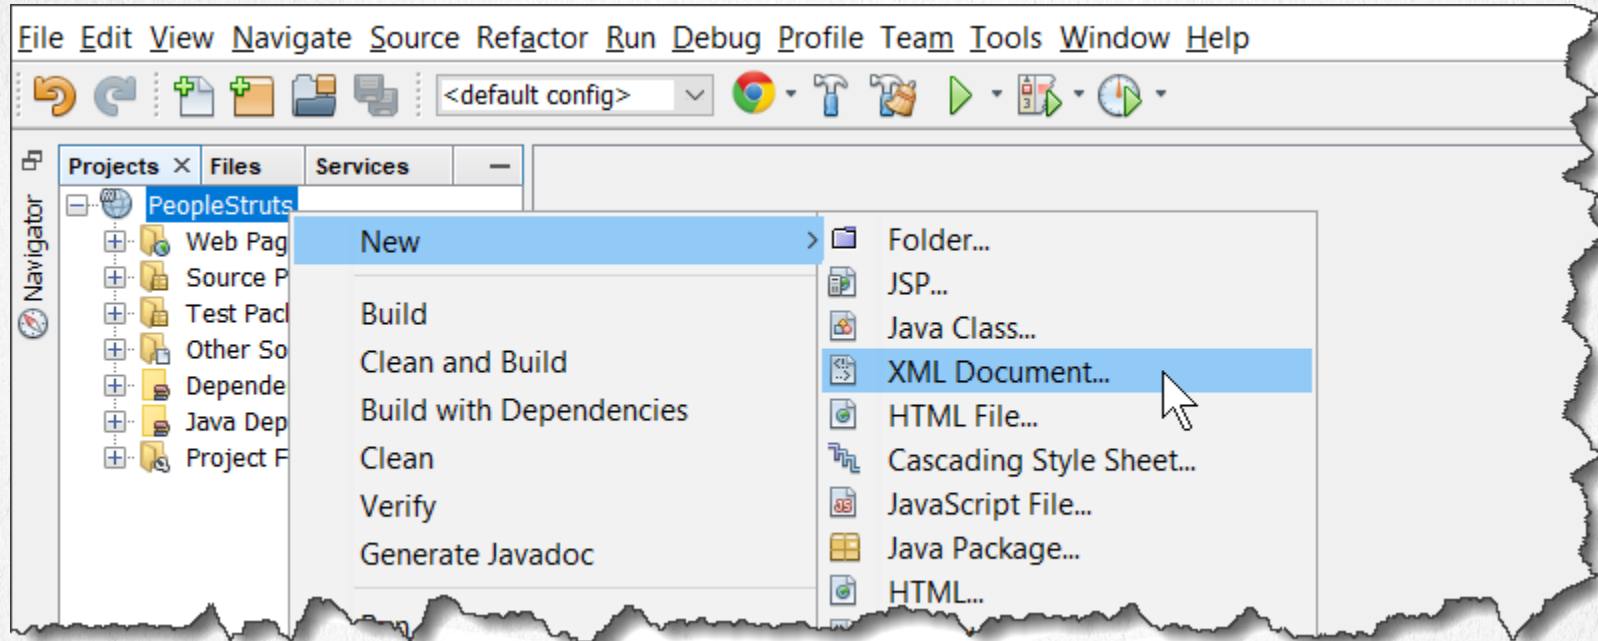 File Edit View Navigate Source Refactor Run Debug Profile Team Tools Window Help
<default config>
Projects Files Services
Navigator
PeopleStruts
Web Pag
Source P
Test Pacl
Other So
Depende
Java Dep
Project F
New
Build
Clean and Build
Build with Dependencies
Clean
Verify
Generate Javadoc
Folder...
JSP...
Java Class...
XML Document...
HTML File...
Cascading Style Sheet...
JavaScript File...
Java Package...
HTML...